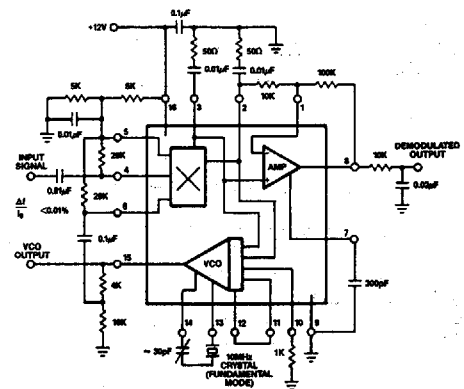 0.1µF
+12V
50Ω
50Ω
0.01µF
0.01µF
5K
5K
10K
100K
16
3
2
1
0.01µF
5
25K
INPUT
SIGNAL
4
AMP
8
10K
DEMODULATED
OUTPUT
0.01µF
0.03µF
Δf
f₀
<0.01%
25K
6
7
0.1µF
VCO
OUTPUT
15
VCO
300pF
4K
16K
14
13
12
11
10
9
~ 30pF
1K
10MHz
CRYSTAL
(FUNDAMENTAL
MODE)